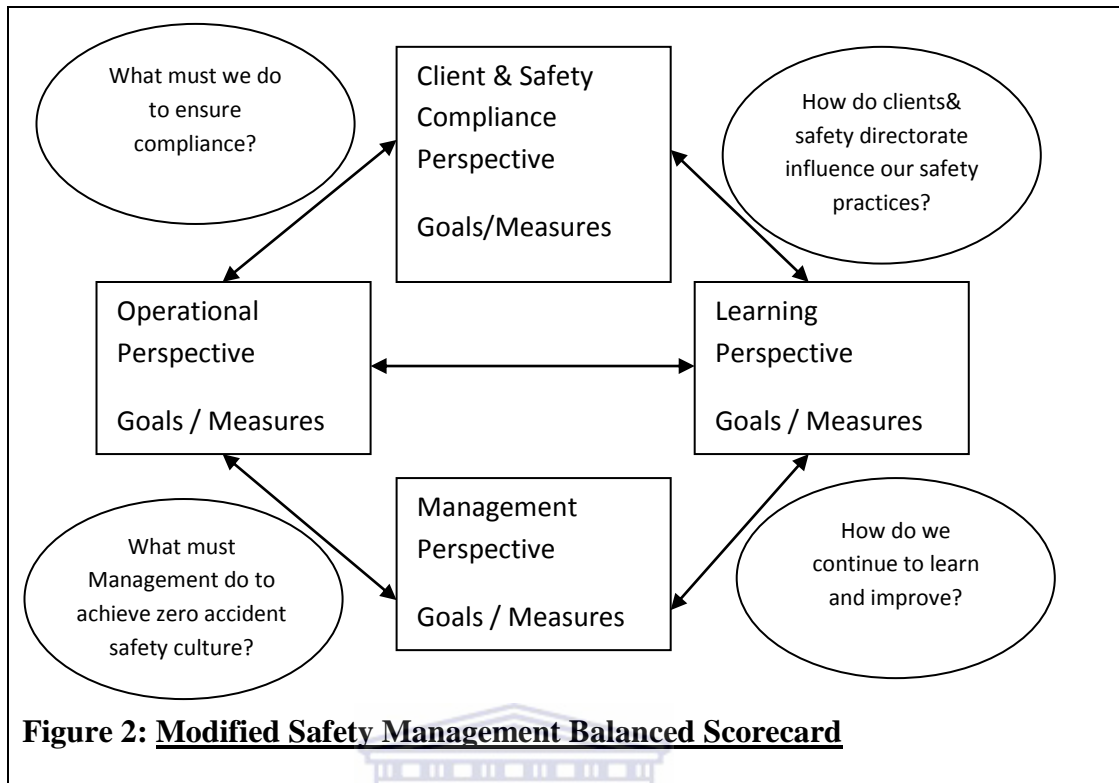 What must we do
to ensure
compliance?
Client & Safety
Compliance
Perspective
Goals/Measures
How do clients&
safety directorate
influence our safety
practices?
Operational
Perspective
Goals / Measures
Learning
Perspective
Goals / Measures
What must
Management do to
achieve zero accident
safety culture?
Management
Perspective
Goals / Measures
How do we
continue to learn
and improve?
Figure 2: Modified Safety Management Balanced Scorecard